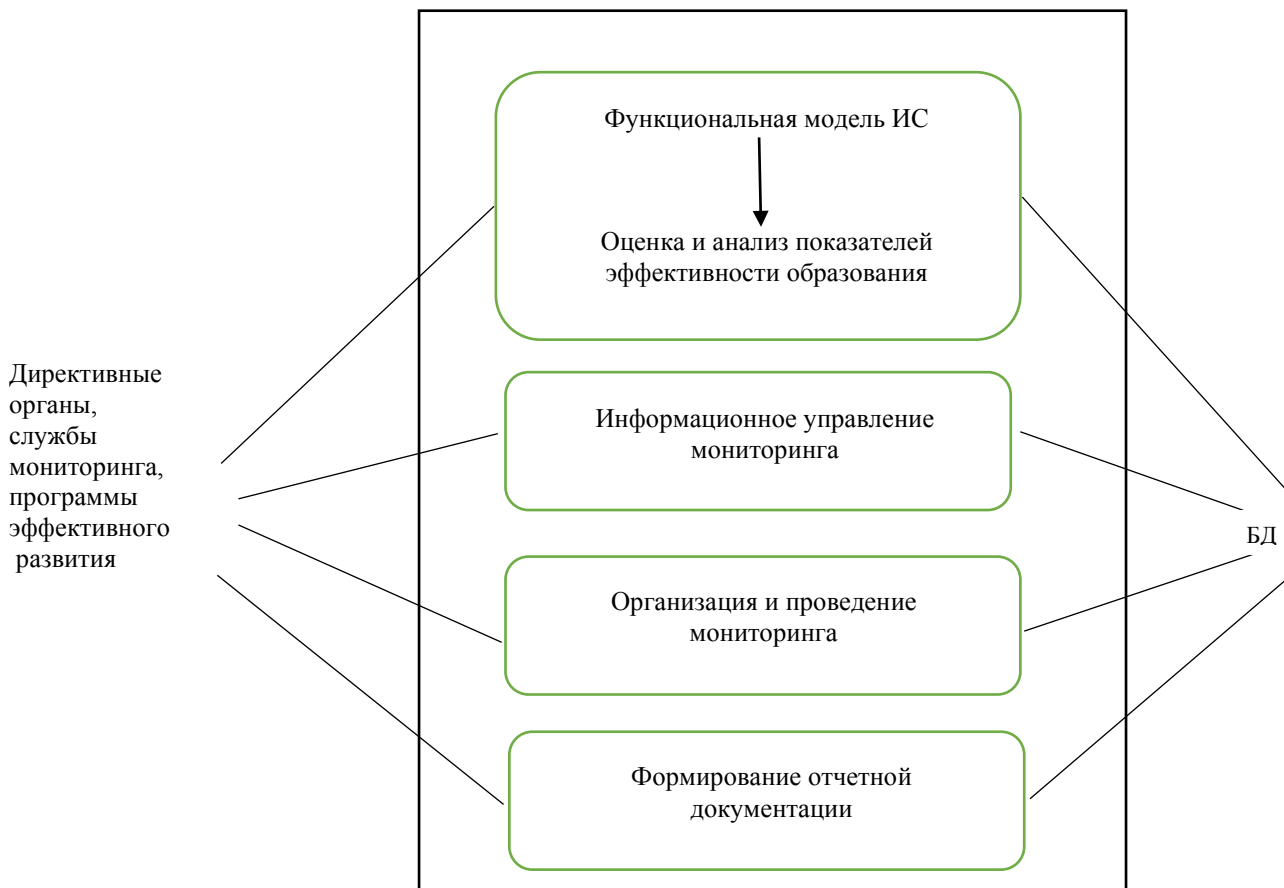 Функциональная модель ИС
Оценка и анализ показателей
эффективности образования
Директивные
органы,
службы
мониторинга,
программы
эффективного
развития
Информационное управление
мониторинга
БД
Организация и проведение
мониторинга
Формирование отчетной
документации